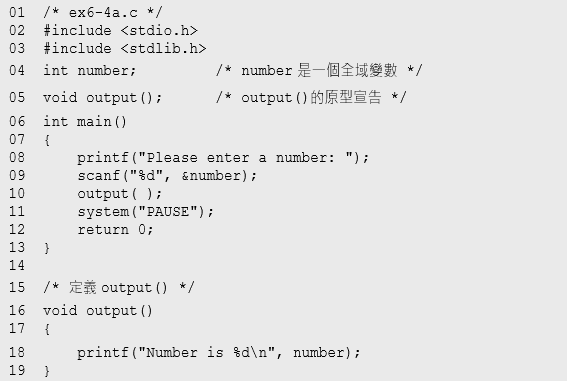 01 /* ex6-4a.c */
02 #include <stdio.h>
03 #include <stdlib.h>
04 int number; /* number 是一個全域變數 */
05 void output(); /* output()的原型宣告 */
06 int main()
07 {
08 printf("Please enter a number: ");
09 scanf("%d", &number);
10 output( );
11 system("PAUSE");
12 return 0;
13 }
14
15 /* 定義 output() */
16 void output()
17 {
18 printf("Number is %d\n", number);
19 }